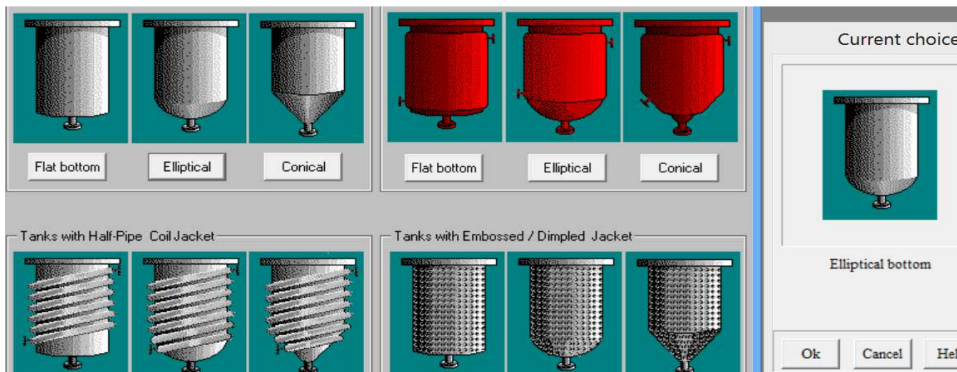 Current choice
Flat bottom
Elliptical
Conical
Flat bottom
Elliptical
Conical
Elliptical bottom
Tanks with Half-Pipe Coil Jacket
Tanks with Embossed / Dimpled Jacket
Ok
Cancel
Hel